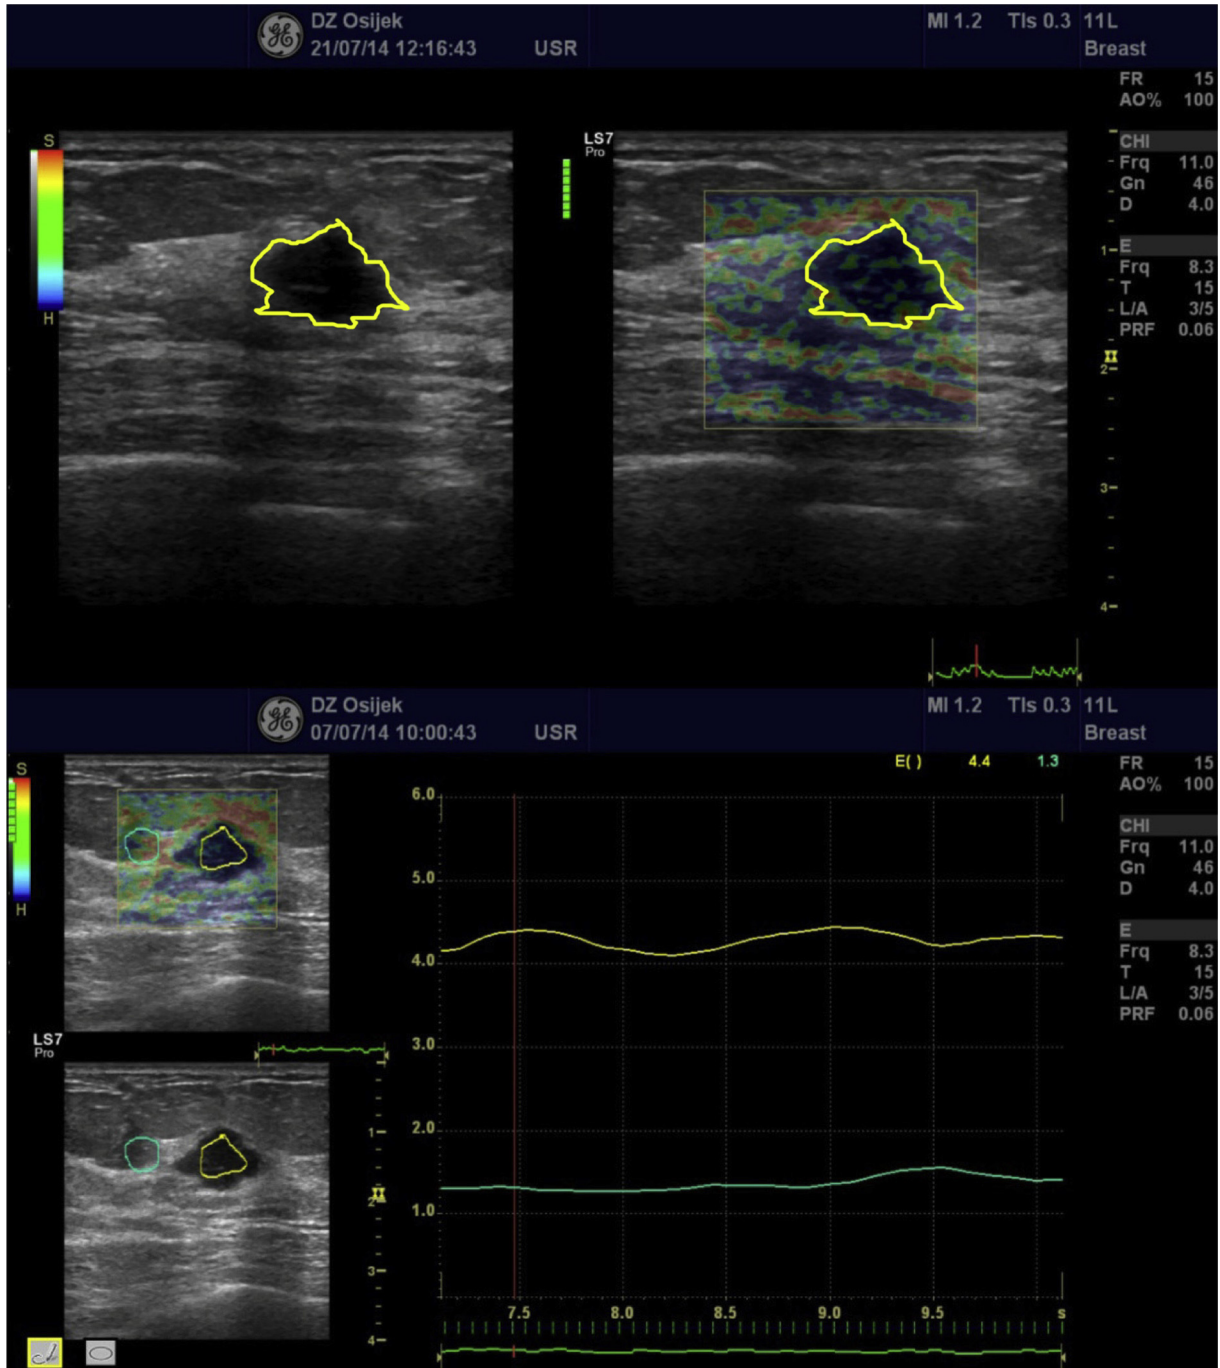 DZ Osijek
21/07/14 12:16:43 USR
MI 1.2 TIs 0.3 11L
Breast
FR 15
AO% 100
CHI
Frq 11.0
Gn 46
D 4.0
E
Frq 8.3
T 15
L/A 3/5
PRF 0.06
S
H
LS7
Pro
1
2
3
4
DZ Osijek
07/07/14 10:00:43 USR
MI 1.2 TIs 0.3 11L
Breast
FR 15
AO% 100
CHI
Frq 11.0
Gn 46
D 4.0
E
Frq 8.3
T 15
L/A 3/5
PRF 0.06
S
H
LS7
Pro
1
2
3
4
E( ) 4.4 1.3
6.0
5.0
4.0
3.0
2.0
1.0
7.5 8.0 8.5 9.0 9.5 s